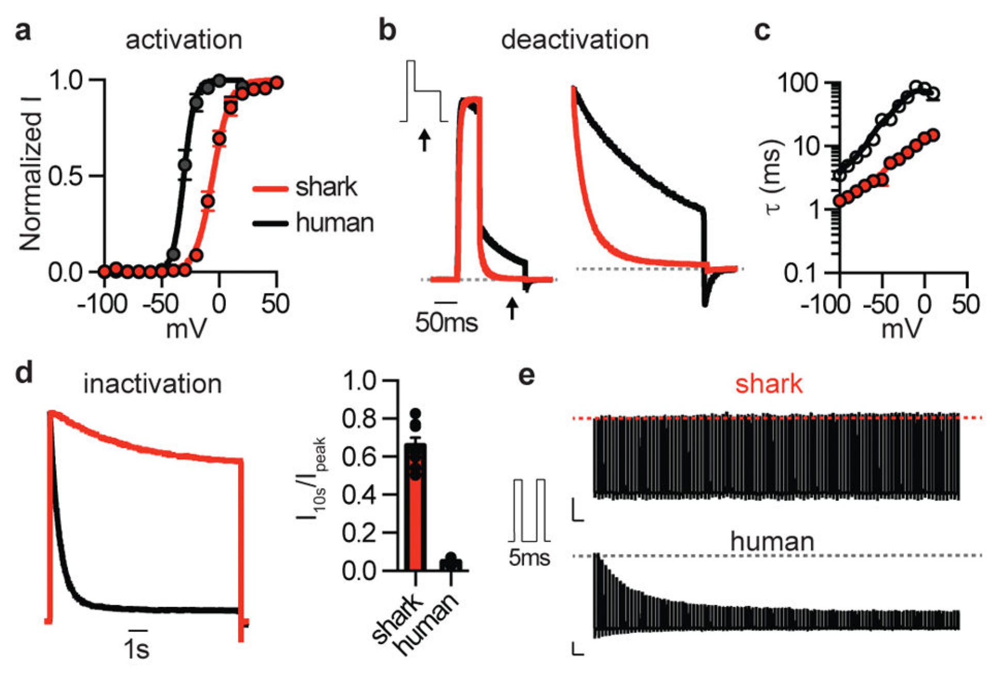 a
activation
Normalized I
1.0
0.5
0.0
-100 -50 0 50
mV
shark
human
b
deactivation
50ms
c
τ (ms)
100
10
1
0.1
-100 -50 0 50
mV
d
inactivation
1s
I10s/Ipeak
1.0
0.8
0.6
0.4
0.2
0.0
shark
human
e
shark
5ms
human